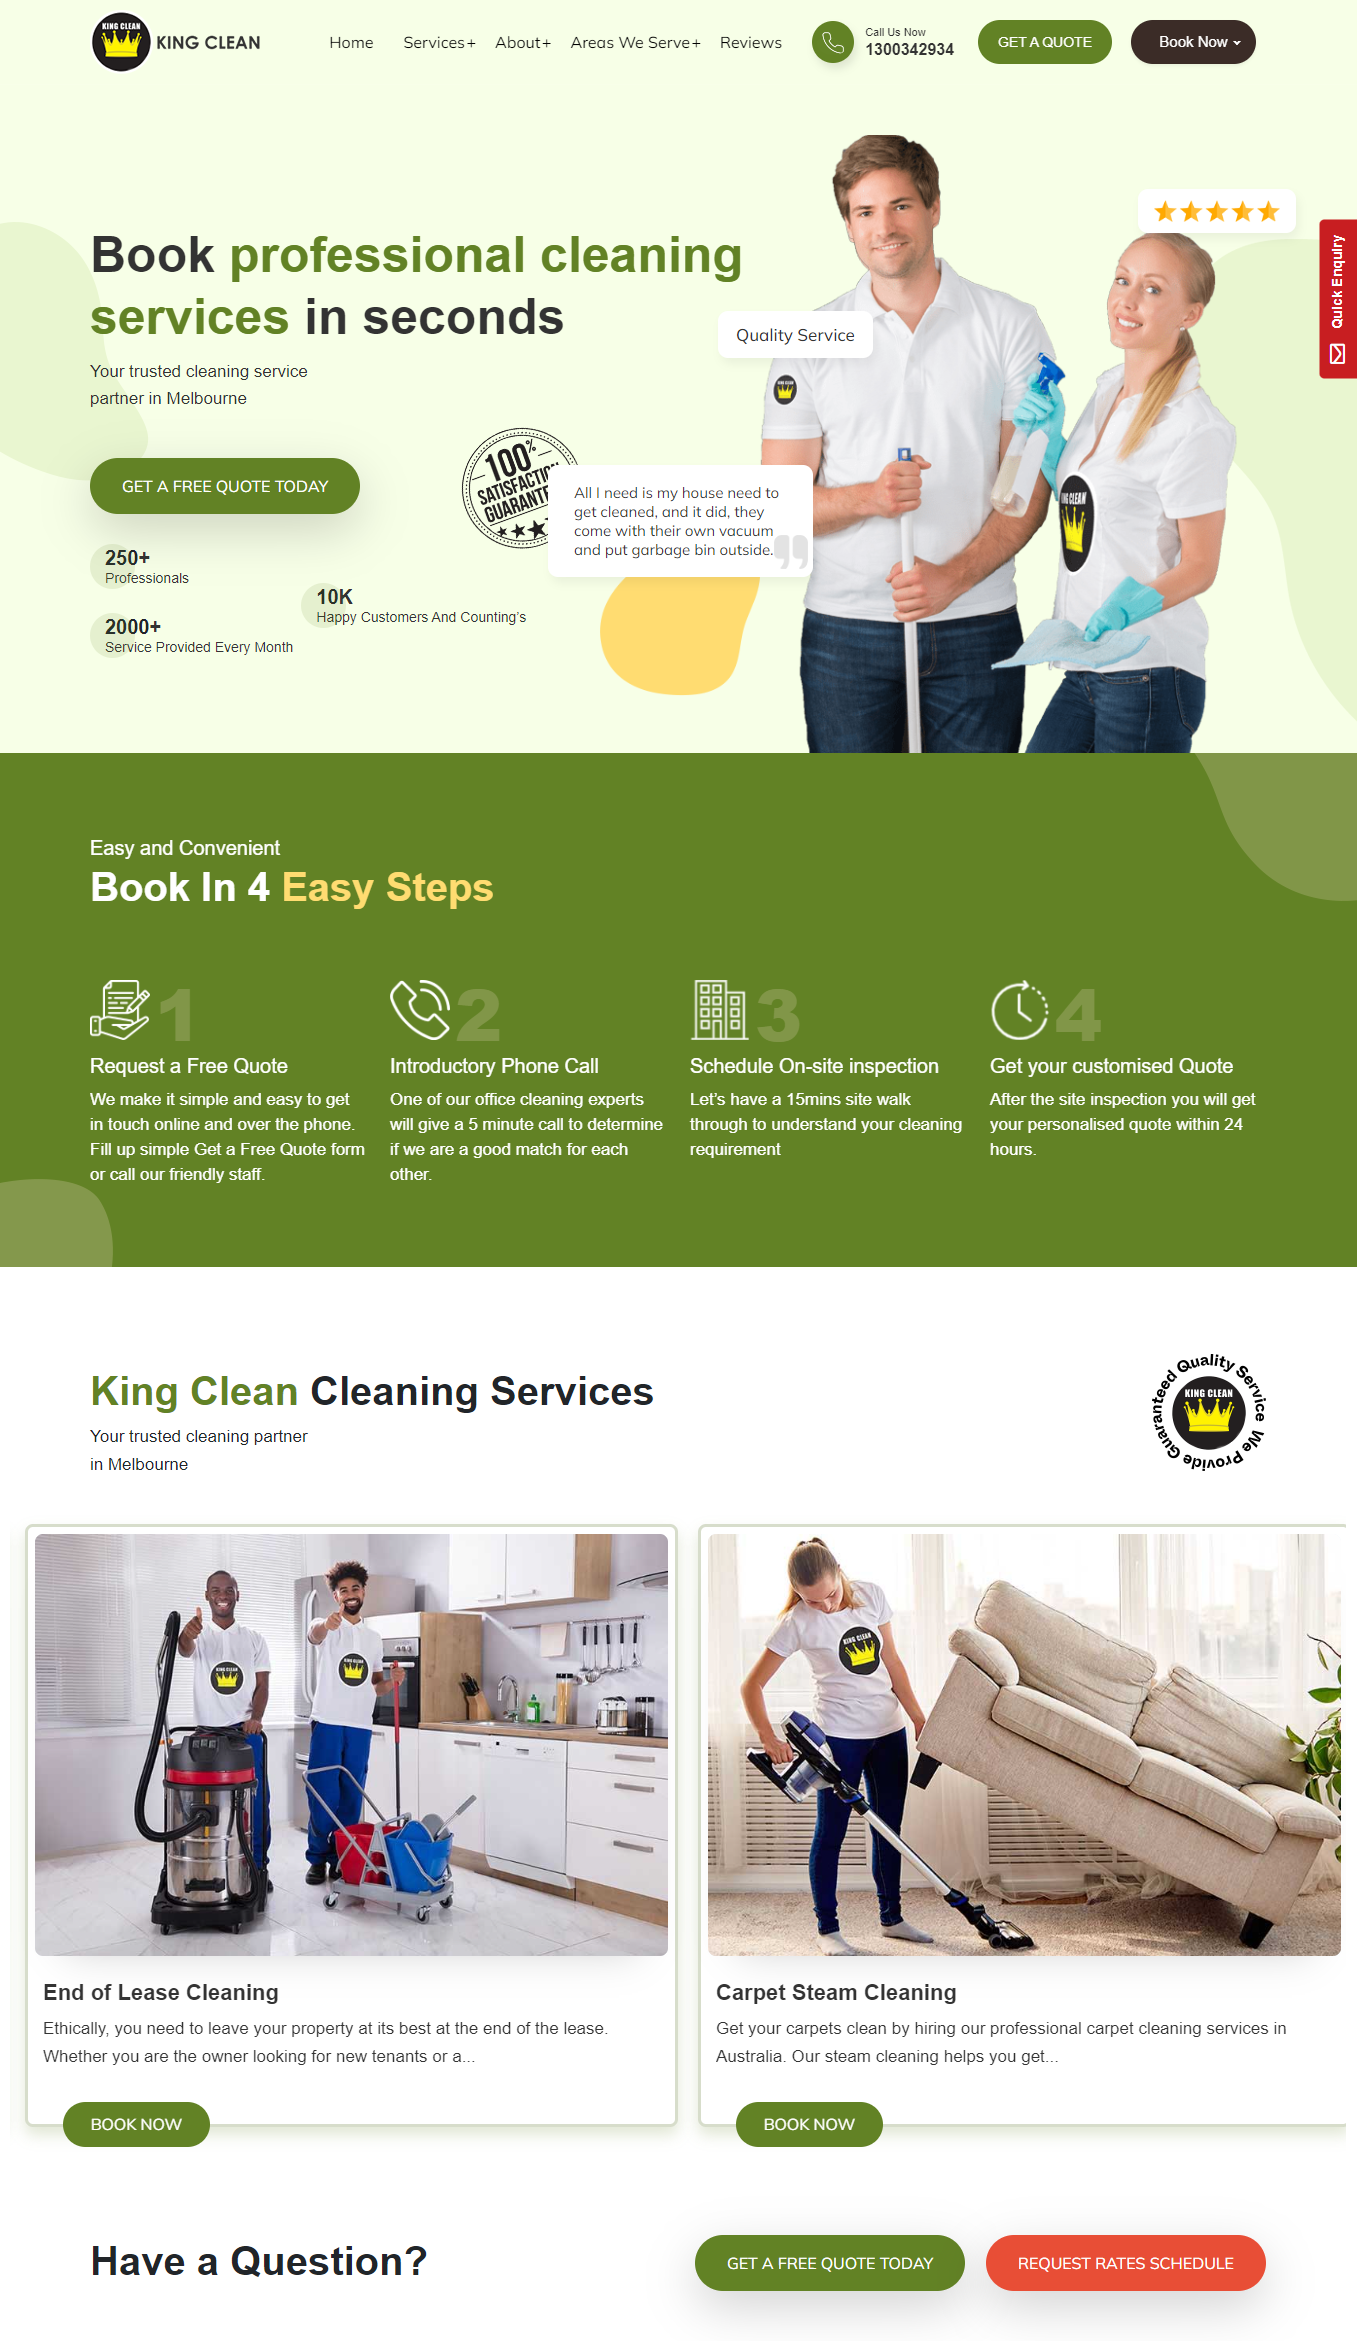 KING CLEAN
KING CLEAN
Home
Services+
About+
Areas We Serve+
Reviews
Call Us Now
1300342934
GET A QUOTE
Book Now
Quick Enquiry
Book professional cleaning
services in seconds
Your trusted cleaning service
partner in Melbourne
GET A FREE QUOTE TODAY
250+
Professionals
2000+
Service Provided Every Month
10K
Happy Customers And Counting's
100%
SATISFACTION
GUARANTE
Quality Service
All I need is my house need to
get cleaned, and it did, they
come with their own vacuum
and put garbage bin outside.
KING CLEAN
KING CLEAN
Easy and Convenient
Book In 4 Easy Steps
1
Request a Free Quote
We make it simple and easy to get
in touch online and over the phone.
Fill up simple Get a Free Quote form
or call our friendly staff.
2
Introductory Phone Call
One of our office cleaning experts
will give a 5 minute call to determine
if we are a good match for each
other.
3
Schedule On-site inspection
Let's have a 15mins site walk
through to understand your cleaning
requirement
4
Get your customised Quote
After the site inspection you will get
your personalised quote within 24
hours.
King Clean Cleaning Services
Your trusted cleaning partner
in Melbourne
We Provide Guaranteed Quality Service
KING CLEAN
KING CLEAN
KING CLEAN
End of Lease Cleaning
Ethically, you need to leave your property at its best at the end of the lease.
Whether you are the owner looking for new tenants or a...
BOOK NOW
KING CLEAN
Carpet Steam Cleaning
Get your carpets clean by hiring our professional carpet cleaning services in
Australia. Our steam cleaning helps you get...
BOOK NOW
Have a Question?
GET A FREE QUOTE TODAY
REQUEST RATES SCHEDULE